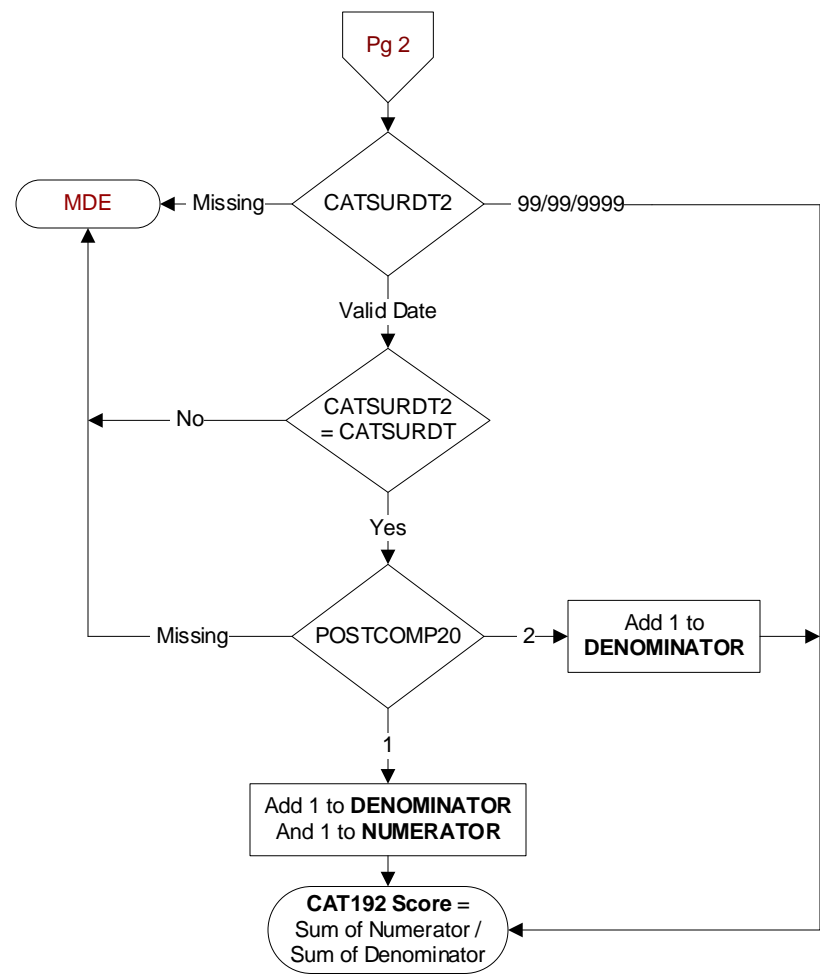 Pg 2
MDE
Missing
CATSURDT2
99/99/9999
Valid Date
No
CATSURDT2
= CATSURDT
Yes
Missing
POSTCOMP20
2
Add 1 to
DENOMINATOR
1
Add 1 to DENOMINATOR
And 1 to NUMERATOR
CAT192 Score =
Sum of Numerator /
Sum of Denominator